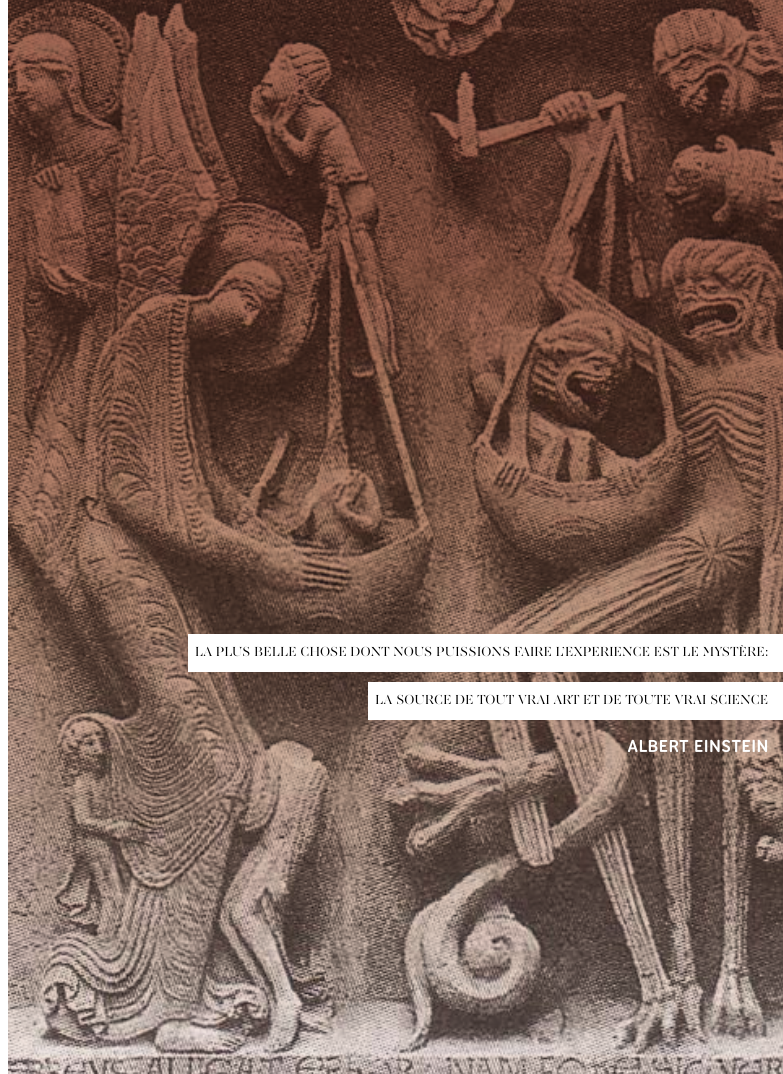 LA PLUS BELLE CHOSE DONT NOUS PUISSIONS FAIRE L'EXPERIENCE EST LE MYSTÈRE:
LA SOURCE DE TOUT VRAI ART ET DE TOUTE VRAI SCIENCE
ALBERT EINSTEIN